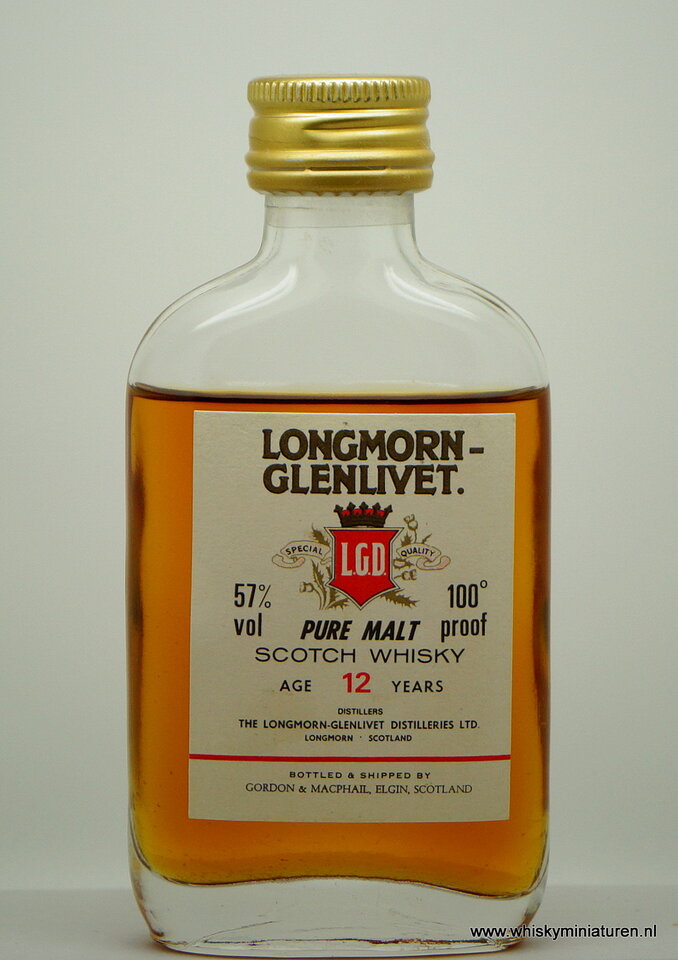 LONGMORN-
GLENLIVET.
SPECIAL QUALITY
L.G.D.
57% 100°
vol PURE MALT proof
SCOTCH WHISKY
AGE 12 YEARS
DISTILLERS
THE LONGMORN-GLENLIVET DISTILLERIES LTD.
LONGMORN · SCOTLAND
BOTTLED & SHIPPED BY
GORDON & MACPHAIL, ELGIN, SCOTLAND
www.whiskyminiaturen.nl